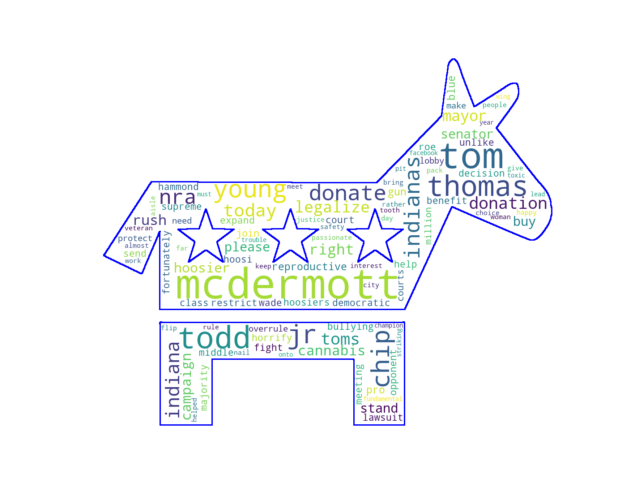 blue
wing
make people
mayor
year
senator
roe unlike
facebook
lobby tom
pit decision give
pack toxic
bring thomas
hammond young meet donate gun benefit lead
nra must rather donation
aisle supreme today legalize tooth choice happy
rush need expand justice court day woman buy
veteran join safety indianas million
protect trouble passionate
almost far please right
send hoosi help
work fortunately hoosier keep reproductive interest
mcdermott city courts
class restrict wade hoosiers democratic
flip rule overrule bullying champion
todd horrify jr toms striking
middle nail fight cannabis chip
onto
indiana campaign majority meeting opponent
helped pro
fundamental
stand
lawsuit